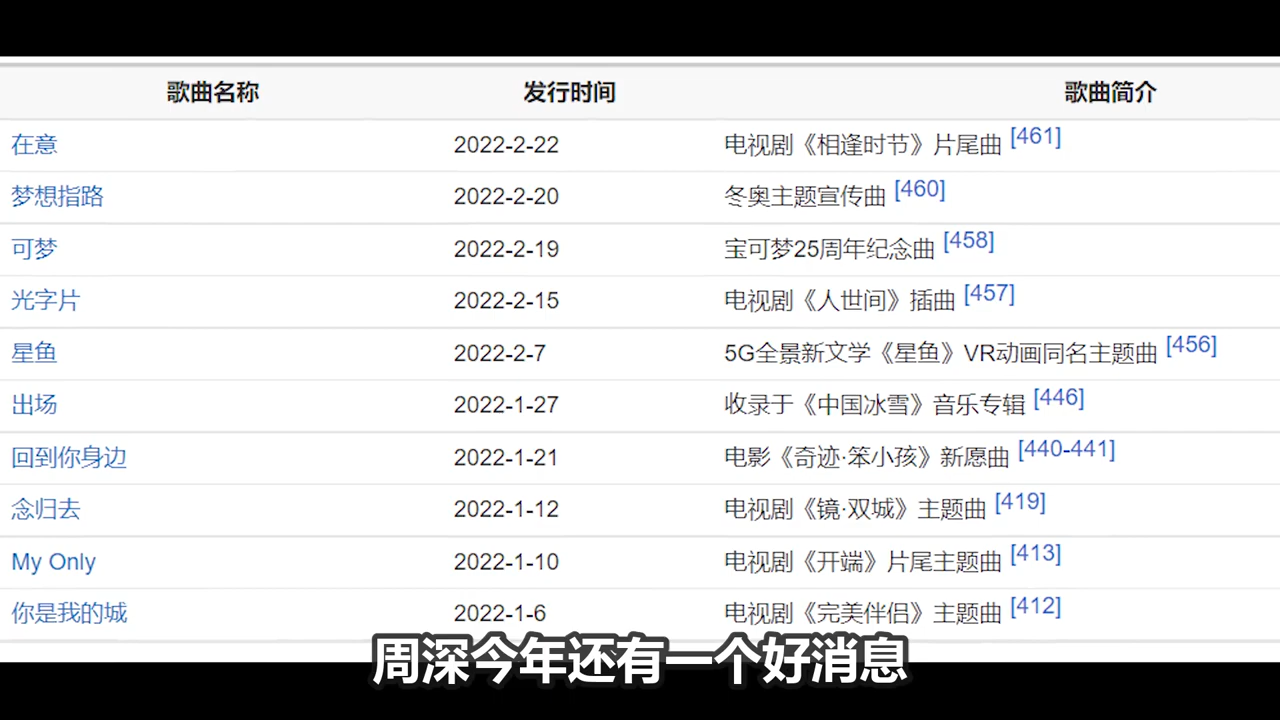 歌曲名称 发行时间 歌曲简介
在意 2022-2-22 电视剧《相逢时节》片尾曲 [461]
梦想指路 2022-2-20 冬奥主题宣传曲 [460]
可梦 2022-2-19 宝可梦25周年纪念曲 [458]
光字片 2022-2-15 电视剧《人世间》插曲 [457]
星鱼 2022-2-7 5G全景新文学《星鱼》VR动画同名主题曲 [456]
出场 2022-1-27 收录于《中国冰雪》音乐专辑 [446]
回到你身边 2022-1-21 电影《奇迹·笨小孩》新愿曲 [440-441]
念归去 2022-1-12 电视剧《镜·双城》主题曲 [419]
My Only 2022-1-10 电视剧《开端》片尾主题曲 [413]
你是我的城 2022-1-6 电视剧《完美伴侣》主题曲 [412]
周深今年还有一个好消息